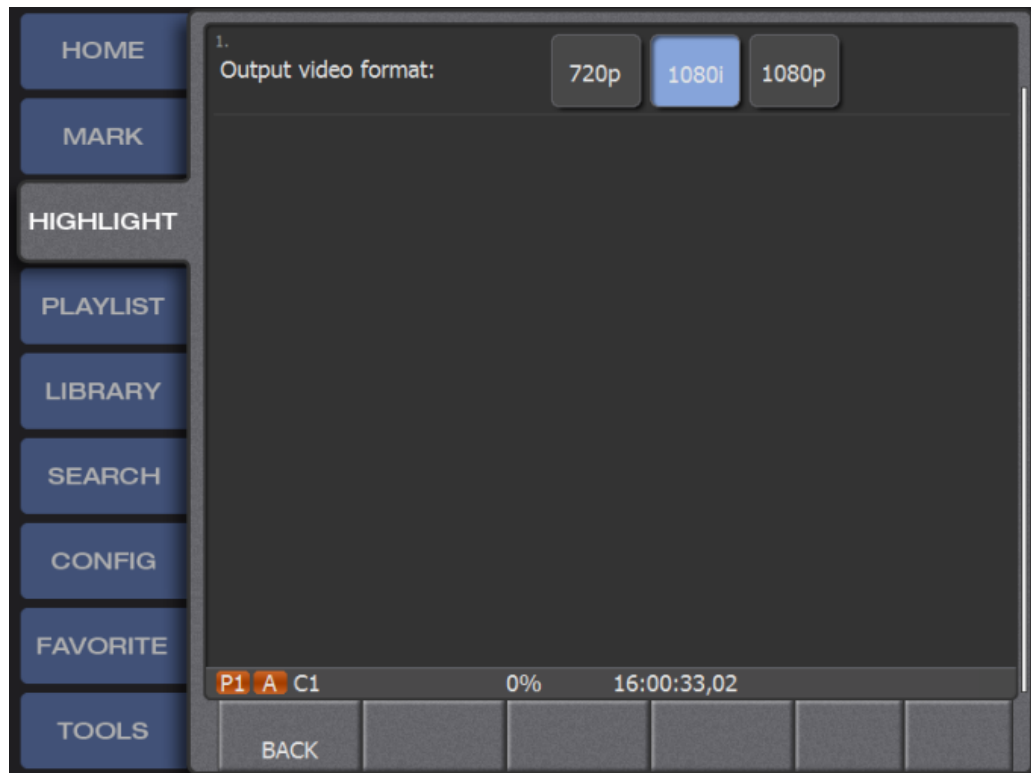 HOME
MARK
HIGHLIGHT
PLAYLIST
LIBRARY
SEARCH
CONFIG
FAVORITE
TOOLS
1.
Output video format: 720p 1080i 1080p
P1 A C1 0% 16:00:33,02
BACK